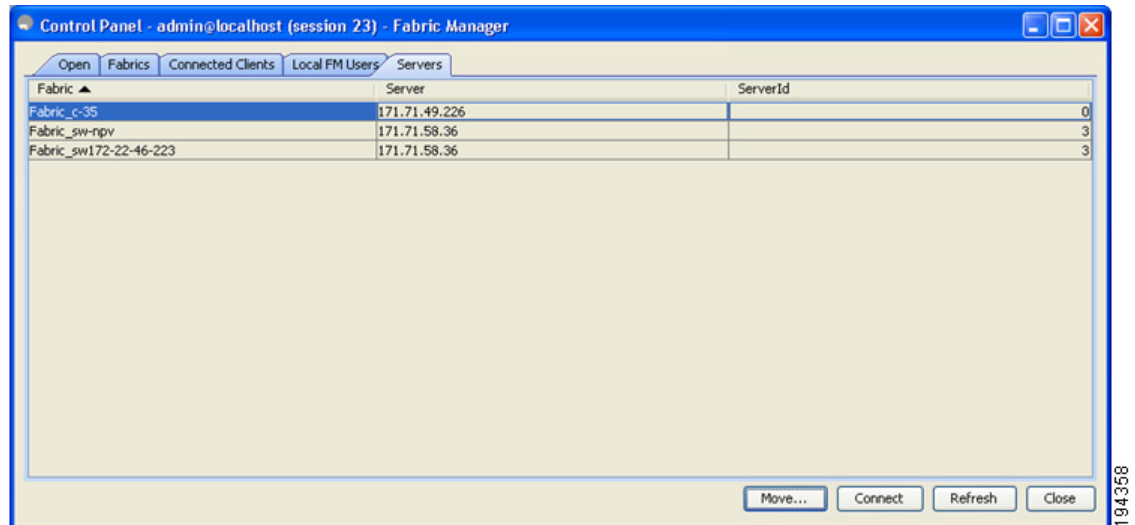 Control Panel - admin@localhost (session 23) - Fabric Manager
Open Fabrics Connected Clients Local FM Users Servers
Fabric Server ServerId
Fabric_c-35 171.71.49.226 0
Fabric_sw-npv 171.71.58.36 3
Fabric_sw172-22-46-223 171.71.58.36 3
Move... Connect Refresh Close
194358